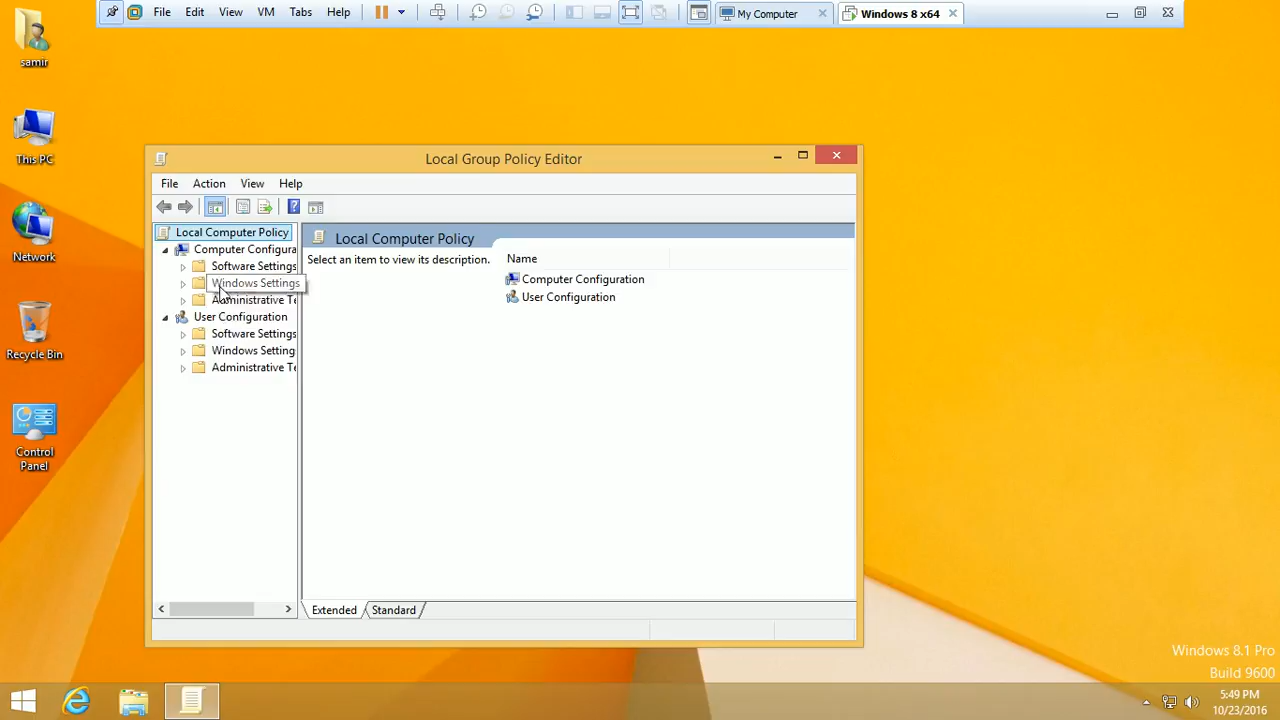 File Edit View VM Tabs Help My Computer Windows 8 x64
samir
This PC
Network
Recycle Bin
Control
Panel
Local Group Policy Editor
File Action View Help
Local Computer Policy
Computer Configura
Software Settings
Windows Settings
Administrative Te
User Configuration
Software Settings
Windows Setting
Administrative Te
Local Computer Policy
Select an item to view its description.
Name
Computer Configuration
User Configuration
Extended Standard
Windows 8.1 Pro
Build 9600
5:49 PM
10/23/2016